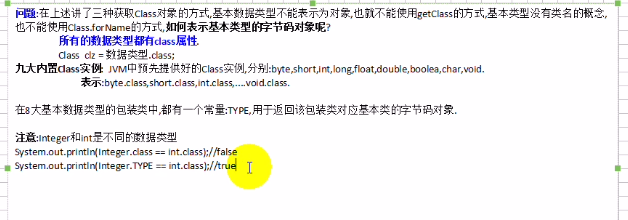 问题:在上述讲了三种获取Class对象的方式,基本数据类型不能表示为对象,也就不能使用getClass的方式,基本类型没有类名的概念,
也不能使用Class.forName的方式,如何表示基本类型的字节码对象呢?
所有的数据类型都有class属性.
Class clz = 数据类型.class;
九大内置Class实例: JVM中预先提供好的Class实例,分别:byte,short,int,long,float,double,boolea,char,void.
表示:byte.class,short.class,int.class,....void.class.
在8大基本数据类型的包装类中,都有一个常量:TYPE,用于返回该包装类对应基本类的字节码对象.
注意:Integer和int是不同的数据类型
System.out.println(Integer.class == int.class);//false
System.out.println(Integer.TYPE == int.class);//true